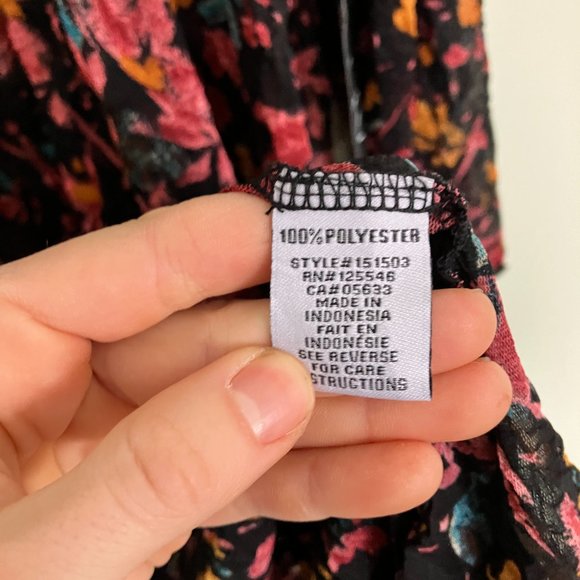 100% POLYESTER
STYLE# 151503
RN# 125546
CA# 05633
MADE IN
INDONESIA
FAIT EN
INDONÉSIE
SEE REVERSE
FOR CARE
STRUCTIONS